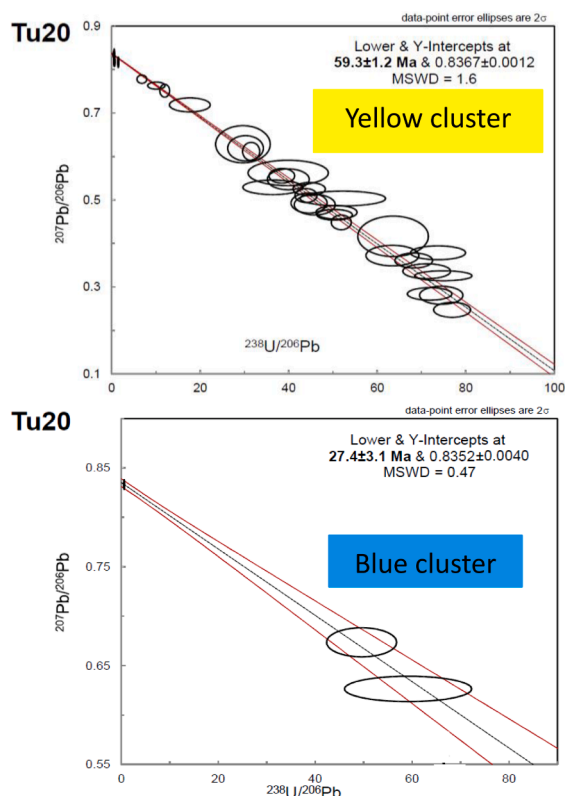 Tu20
data-point error ellipses are 2σ
Lower & Y-Intercepts at
59.3±1.2 Ma & 0.8367±0.0012
MSWD = 1.6
Yellow cluster
0.9
0.7
0.5
0.3
0.1
207Pb/206Pb
238U/206Pb
0 20 40 60 80 100
Tu20
data-point error ellipses are 2σ
Lower & Y-Intercepts at
27.4±3.1 Ma & 0.8352±0.0040
MSWD = 0.47
Blue cluster
0.85
0.75
0.65
0.55
207Pb/206Pb
0 20 40 60 80
238U/206Pb